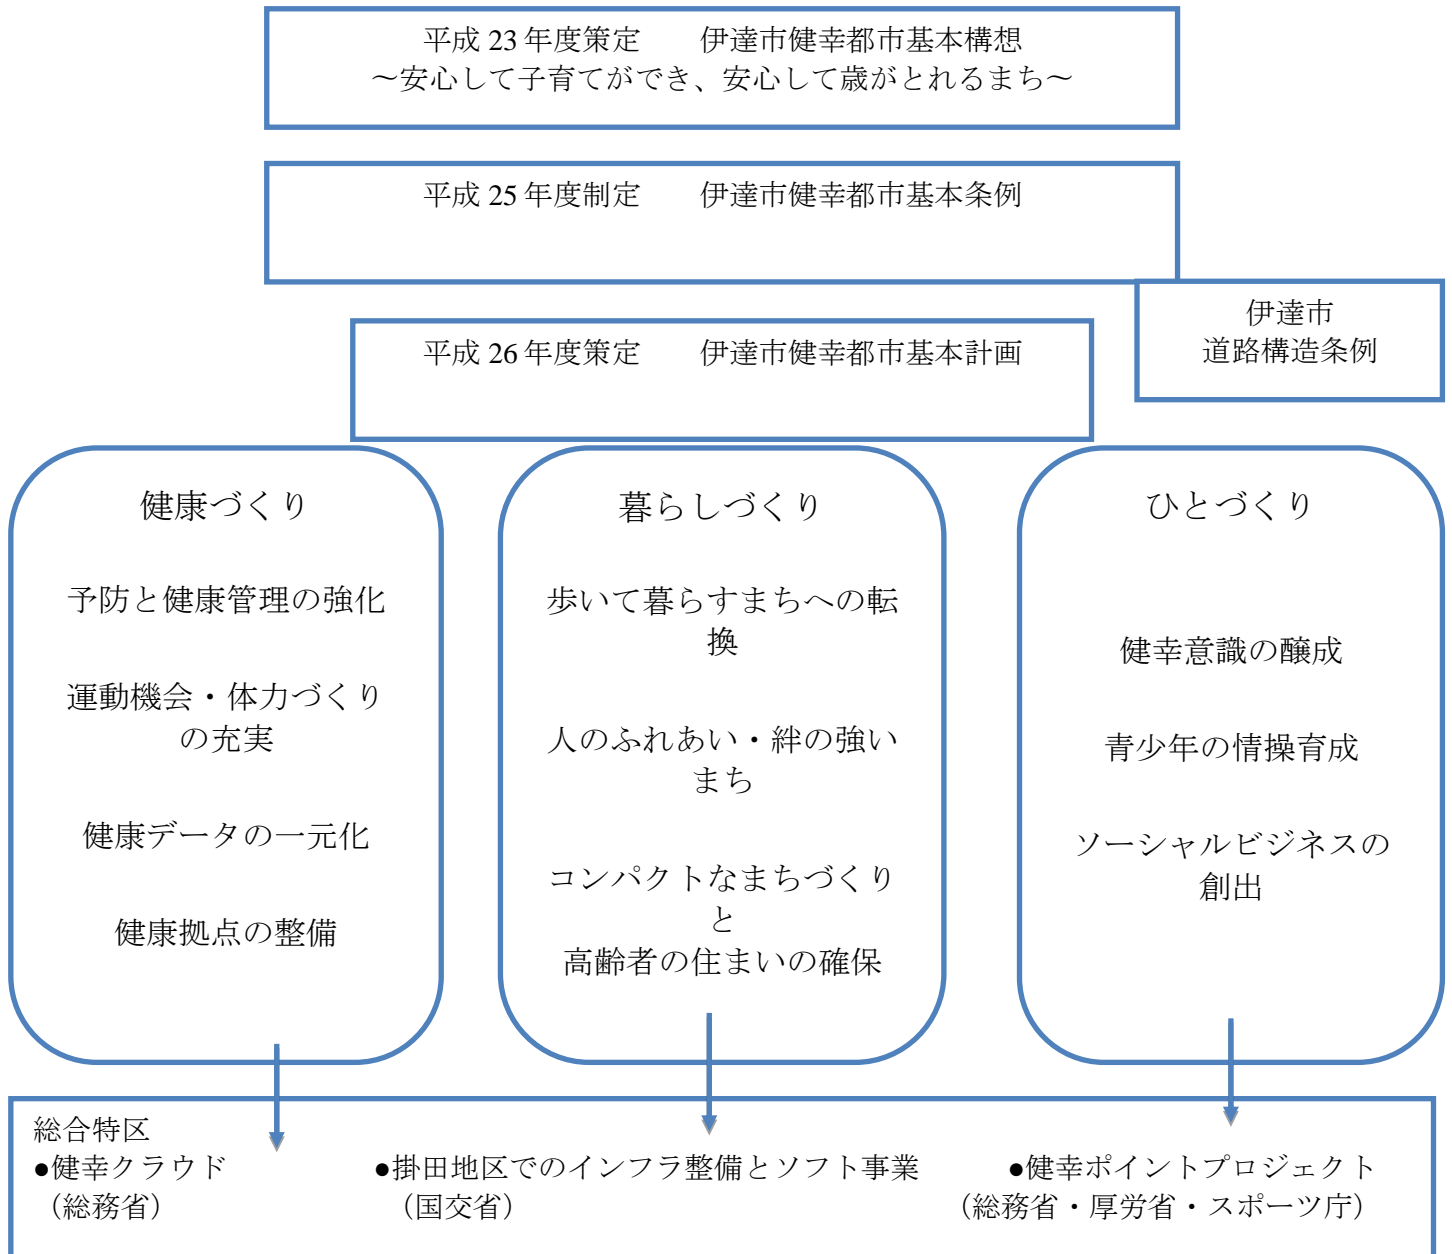 平成 23 年度策定　　伊達市健幸都市基本構想
～安心して子育てができ、安心して歳がとれるまち～
平成 25 年度制定　　伊達市健幸都市基本条例
伊達市
道路構造条例
平成 26 年度策定　　伊達市健幸都市基本計画
健康づくり
予防と健康管理の強化
運動機会・体力づくり
の充実
健康データの一元化
健康拠点の整備
暮らしづくり
歩いて暮らすまちへの転
換
人のふれあい・絆の強い
まち
コンパクトなまちづくり
と
高齢者の住まいの確保
ひとづくり
健幸意識の醸成
青少年の情操育成
ソーシャルビジネスの
創出
総合特区
●健幸クラウド
（総務省）
●掛田地区でのインフラ整備とソフト事業
（国交省）
●健幸ポイントプロジェクト
（総務省・厚労省・スポーツ庁）